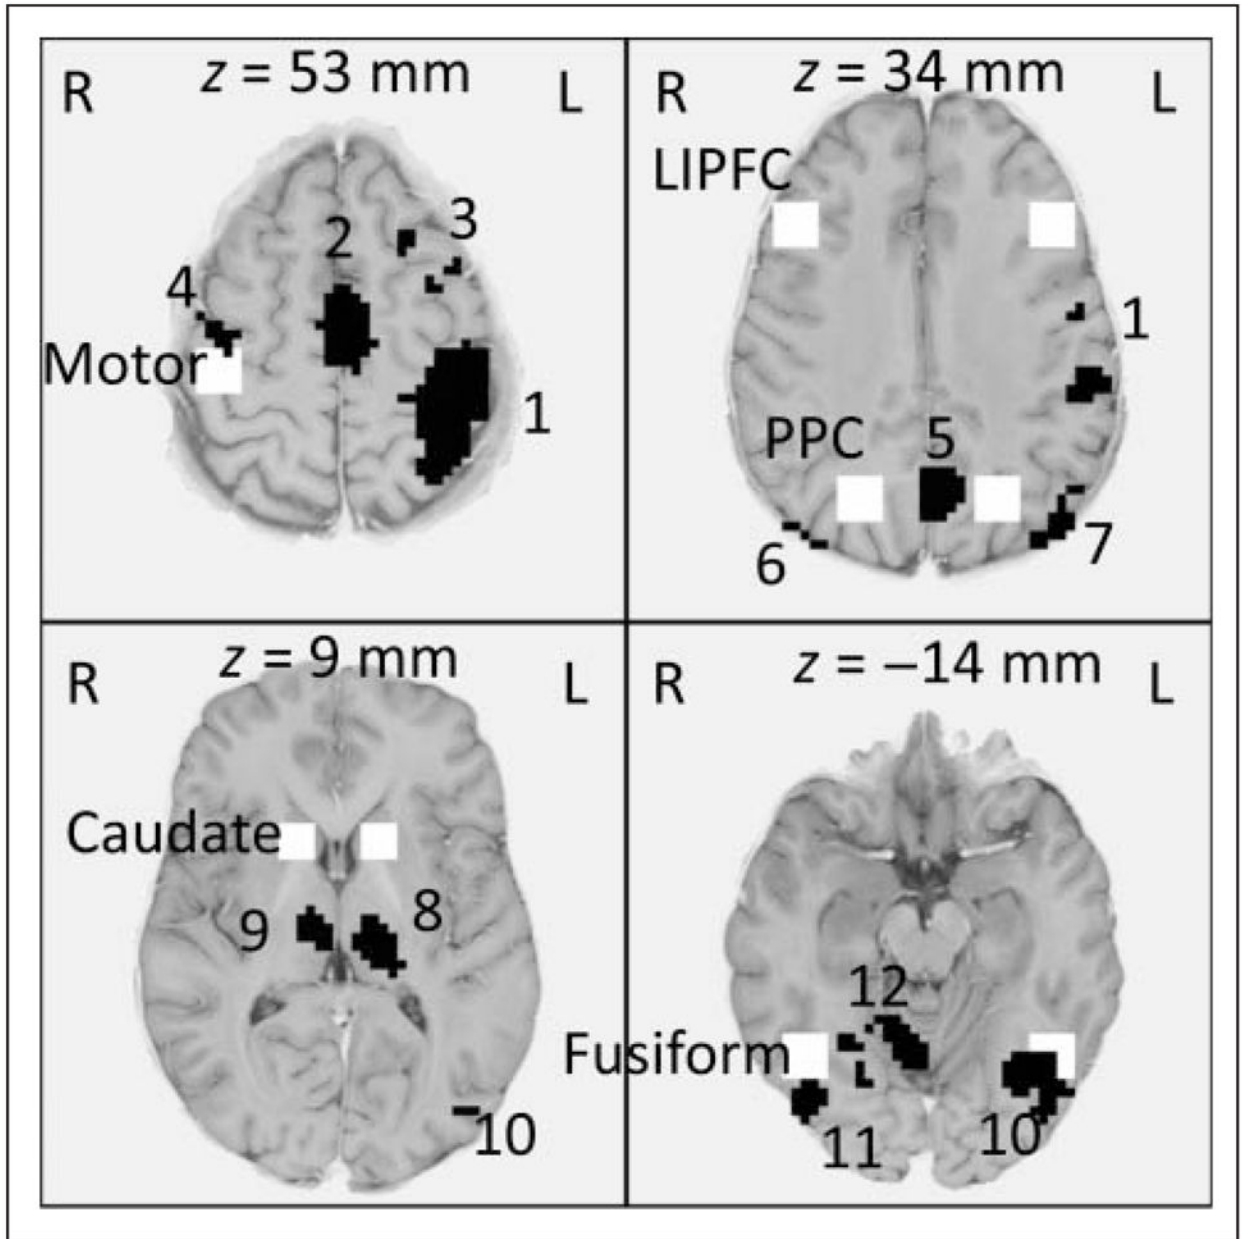 R
z = 53 mm
L
2
3
4
Motor
1
R
z = 34 mm
L
LIPFC
1
PPC
5
6
7
R
z = 9 mm
L
Caudate
9
8
10
R
z = –14 mm
L
12
Fusiform
11
10